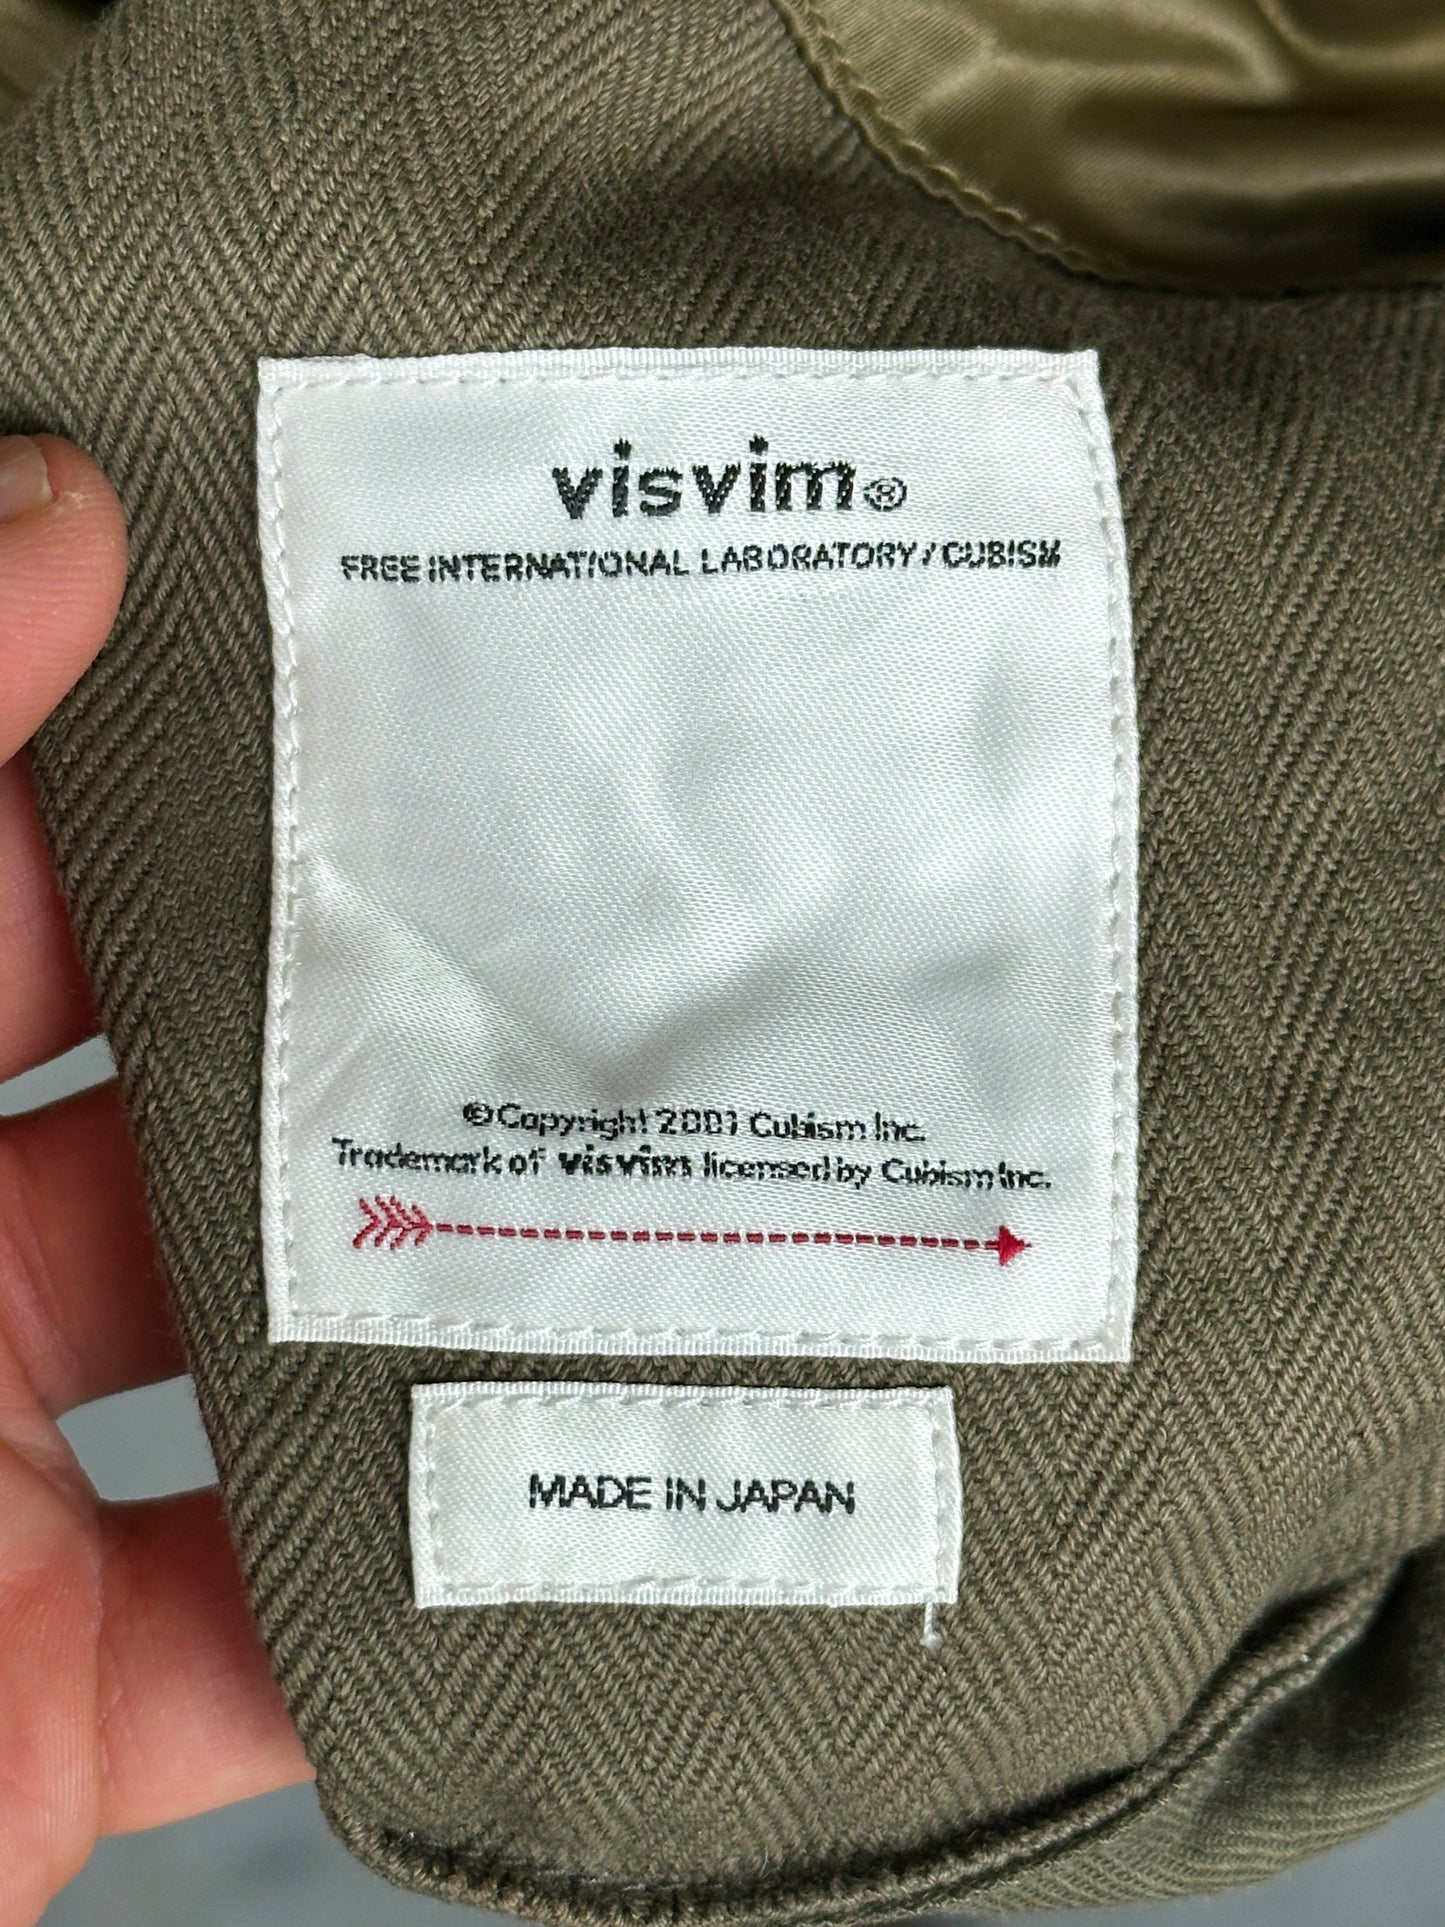 visvim®
FREE INTERNATIONAL LABORATORY / CUBISM
© Copyright 2001 Cubism Inc.
Trademark of visvim licensed by Cubism Inc.
MADE IN JAPAN